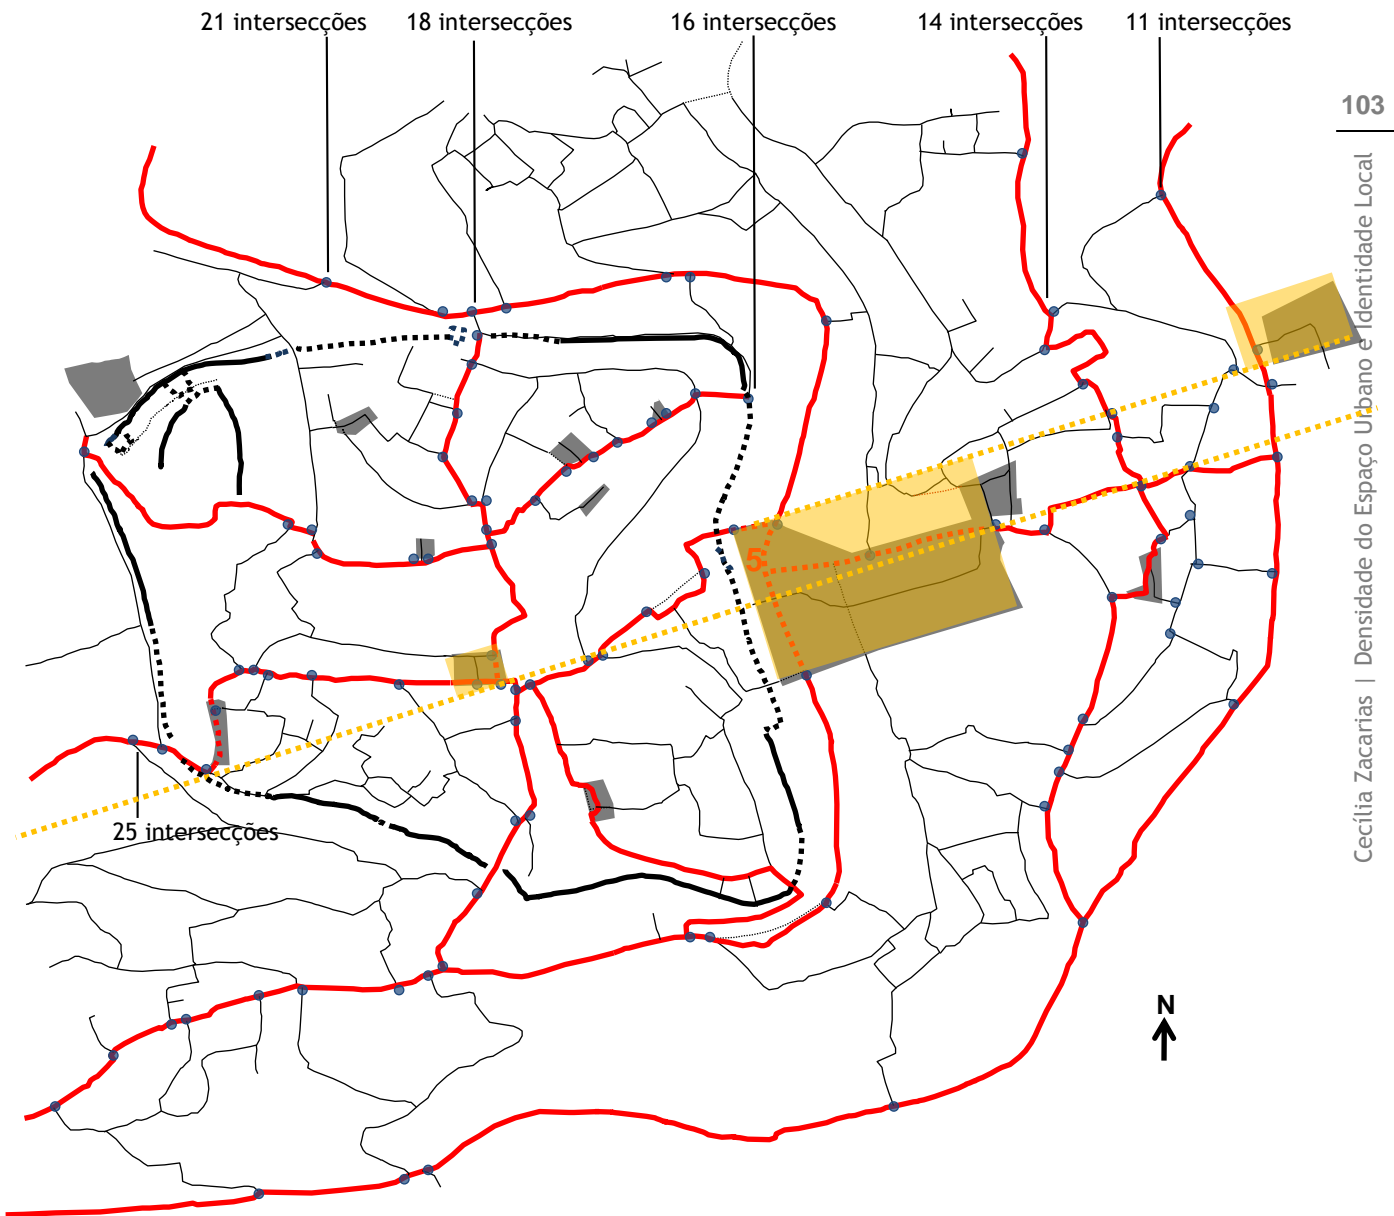 21 intersecções 18 intersecções 16 intersecções 14 intersecções 11 intersecções
103
Cecília Zacarias | Densidade do Espaço Urbano e Identidade Local
5
25 intersecções
N